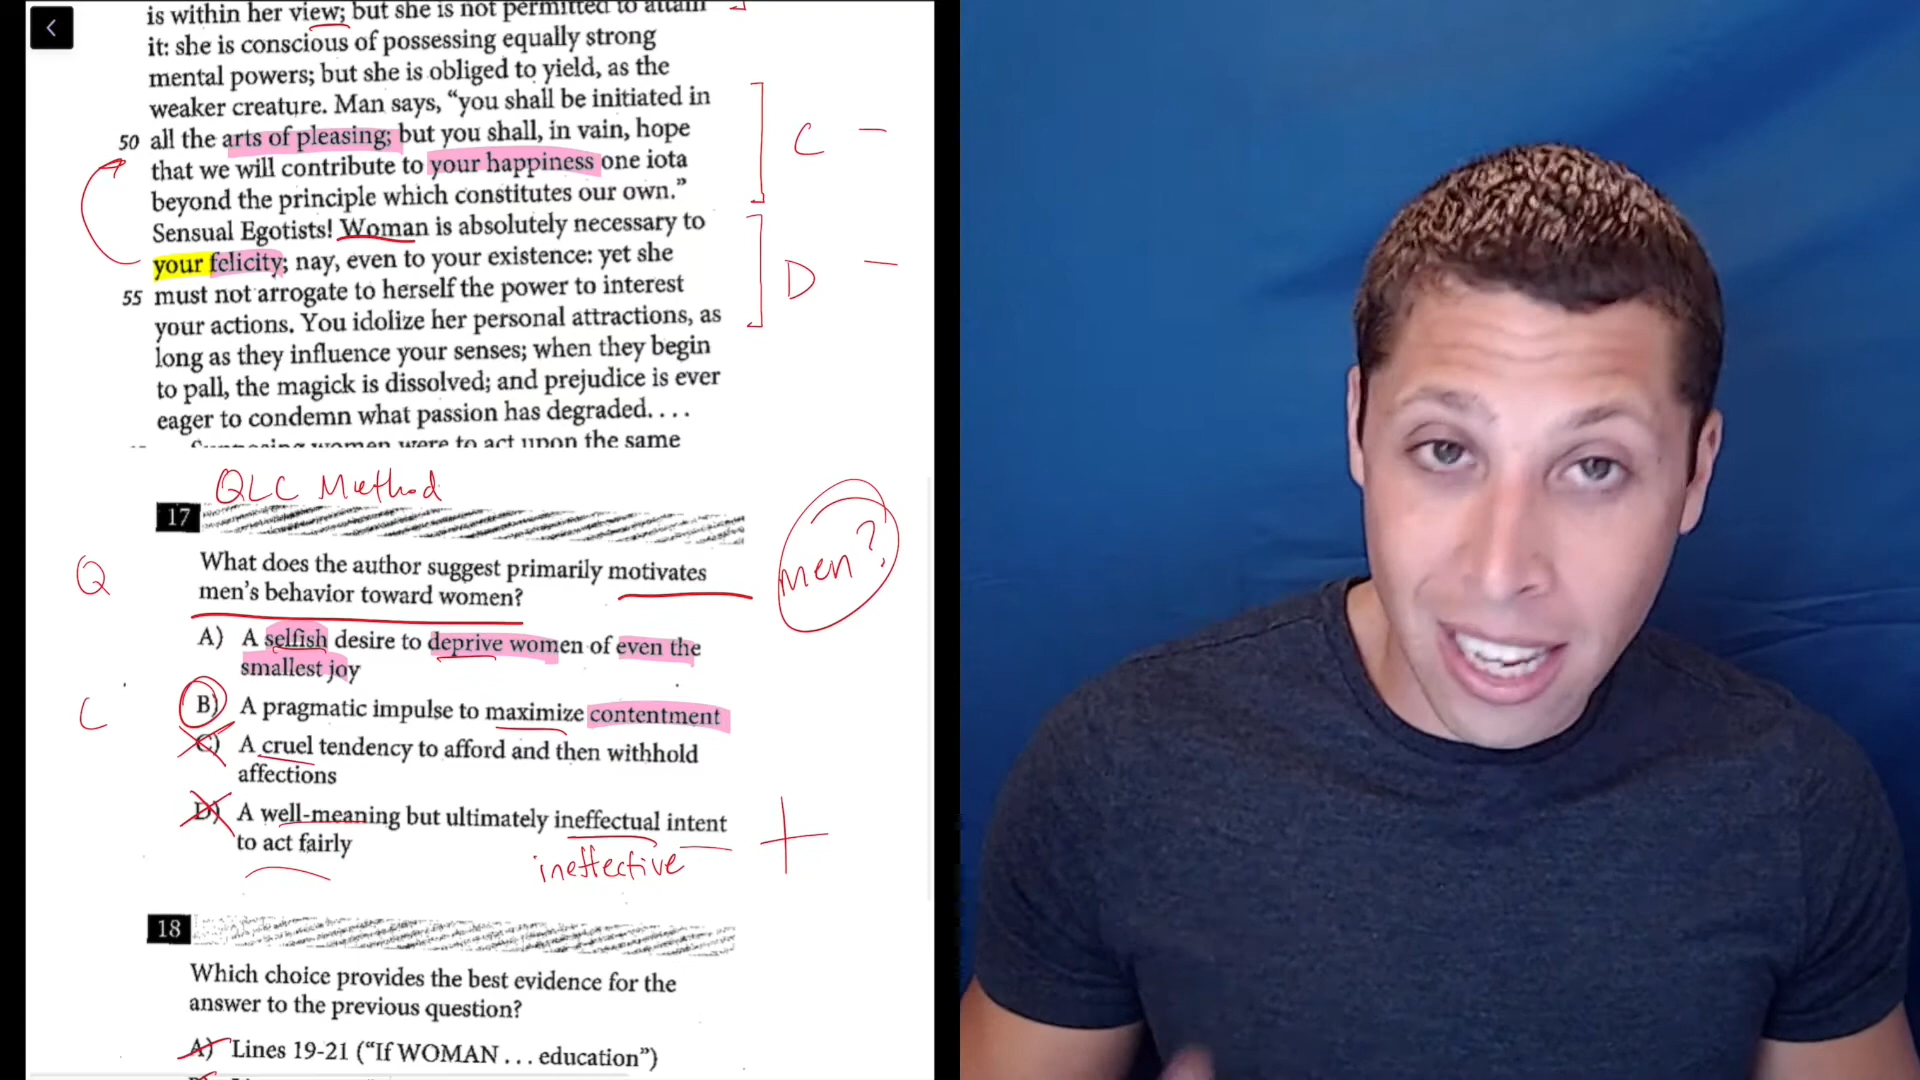 is within her view; but she is not permitted to attain
it: she is conscious of possessing equally strong
mental powers; but she is obliged to yield, as the
weaker creature. Man says, “you shall be initiated in
50 all the arts of pleasing; but you shall, in vain, hope
that we will contribute to your happiness one iota
beyond the principle which constitutes our own.”
Sensual Egotists! Woman is absolutely necessary to
your felicity; nay, even to your existence: yet she
55 must not arrogate to herself the power to interest
your actions. You idolize her personal attractions, as
long as they influence your senses; when they begin
to pall, the magick is dissolved; and prejudice is ever
eager to condemn what passion has degraded. . . .
women were to act upon the same
C –
D –
QLC Method
17
men?
Q
What does the author suggest primarily motivates
men’s behavior toward women?
A) A selfish desire to deprive women of even the
smallest joy
C
B) A pragmatic impulse to maximize contentment
C) A cruel tendency to afford and then withhold
affections
D) A well-meaning but ultimately ineffectual intent
to act fairly
+
ineffective
18
Which choice provides the best evidence for the
answer to the previous question?
A) Lines 19-21 (“If WOMAN . . . education”)